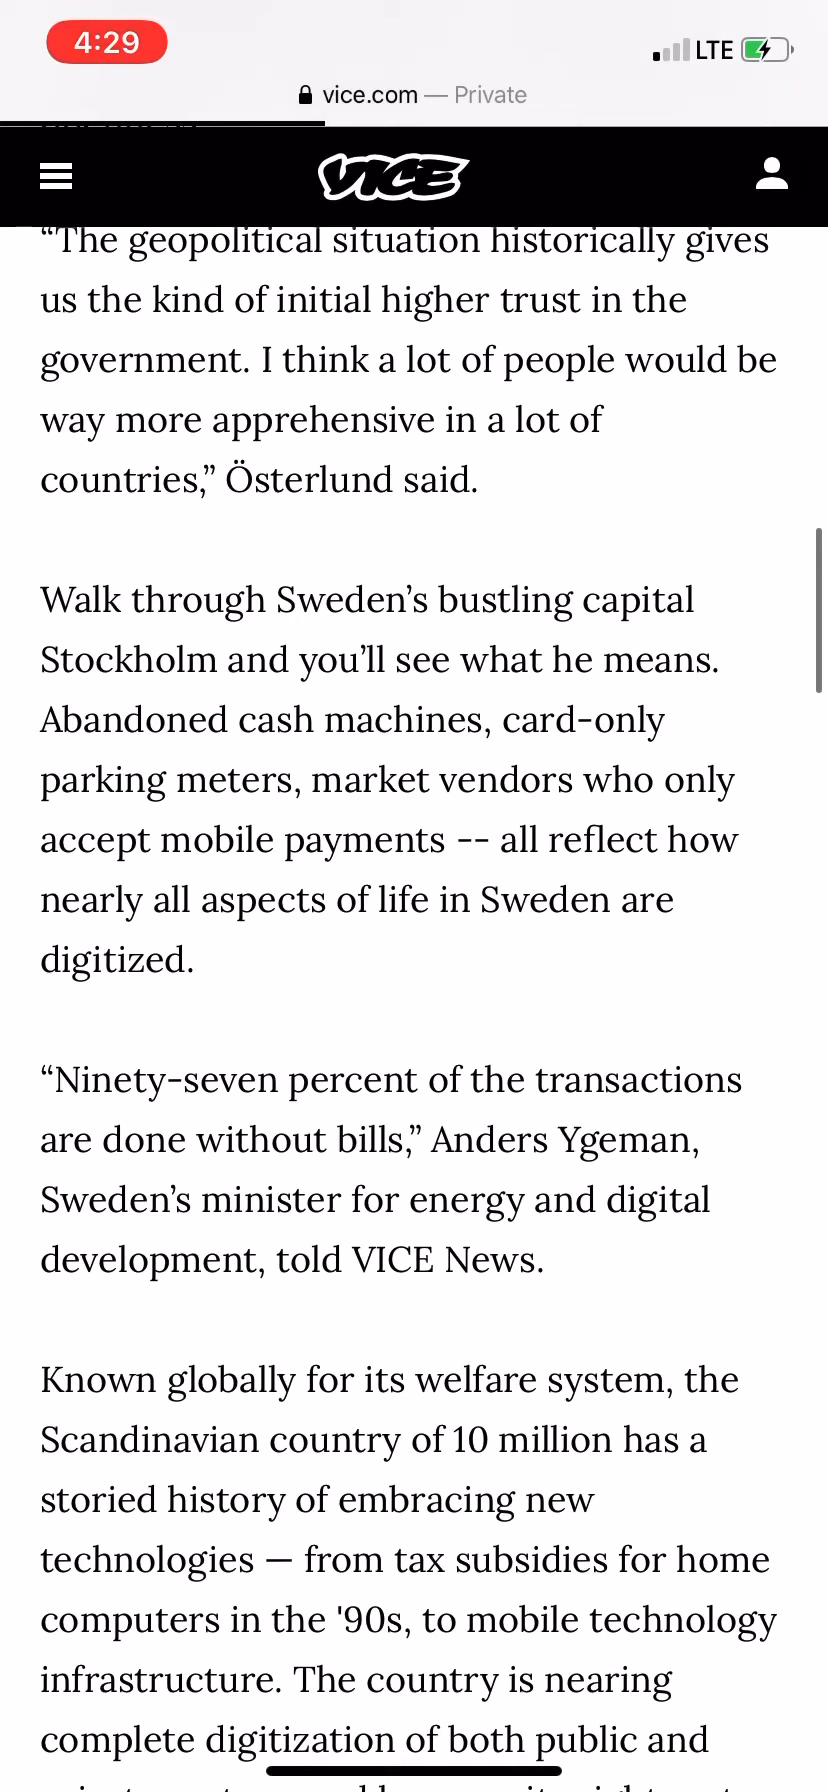 4:29
LTE
vice.com — Private
VICE
“The geopolitical situation historically gives
us the kind of initial higher trust in the
government. I think a lot of people would be
way more apprehensive in a lot of
countries,” Österlund said.
Walk through Sweden’s bustling capital
Stockholm and you’ll see what he means.
Abandoned cash machines, card-only
parking meters, market vendors who only
accept mobile payments -- all reflect how
nearly all aspects of life in Sweden are
digitized.
“Ninety-seven percent of the transactions
are done without bills,” Anders Ygeman,
Sweden’s minister for energy and digital
development, told VICE News.
Known globally for its welfare system, the
Scandinavian country of 10 million has a
storied history of embracing new
technologies — from tax subsidies for home
computers in the '90s, to mobile technology
infrastructure. The country is nearing
complete digitization of both public and